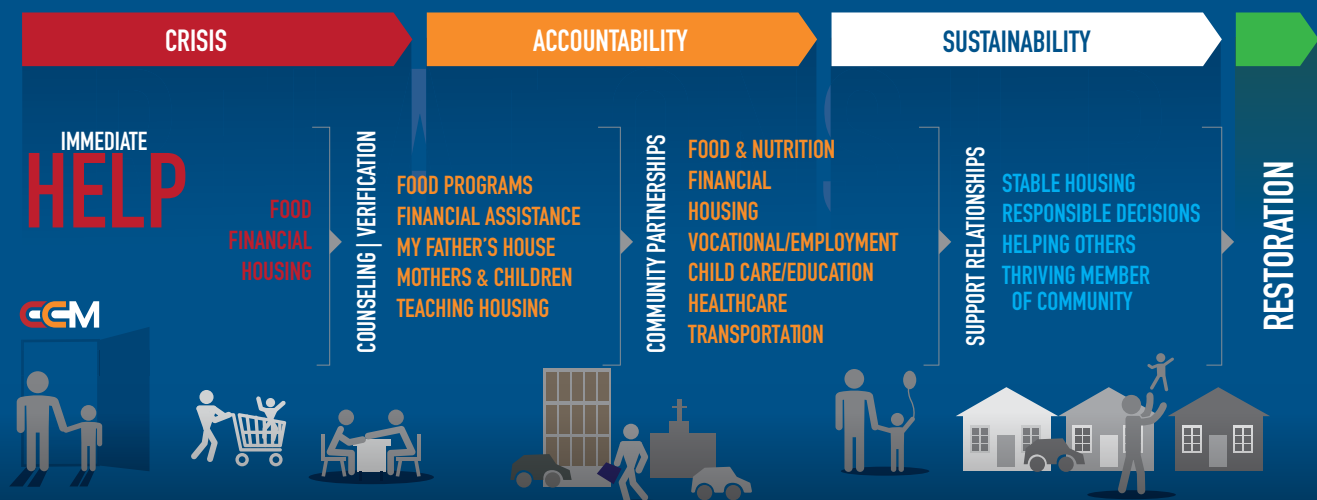 CRISIS
ACCOUNTABILITY
SUSTAINABILITY
IMMEDIATE
HELP
FOOD
FINANCIAL
HOUSING
COUNSELING | VERIFICATION
FOOD PROGRAMS
FINANCIAL ASSISTANCE
MY FATHER'S HOUSE
MOTHERS & CHILDREN
TEACHING HOUSING
COMMUNITY PARTNERSHIPS
FOOD & NUTRITION
FINANCIAL
HOUSING
VOCATIONAL/EMPLOYMENT
CHILD CARE/EDUCATION
HEALTHCARE
TRANSPORTATION
SUPPORT RELATIONSHIPS
STABLE HOUSING
RESPONSIBLE DECISIONS
HELPING OTHERS
THRIVING MEMBER
OF COMMUNITY
RESTORATION
CCM